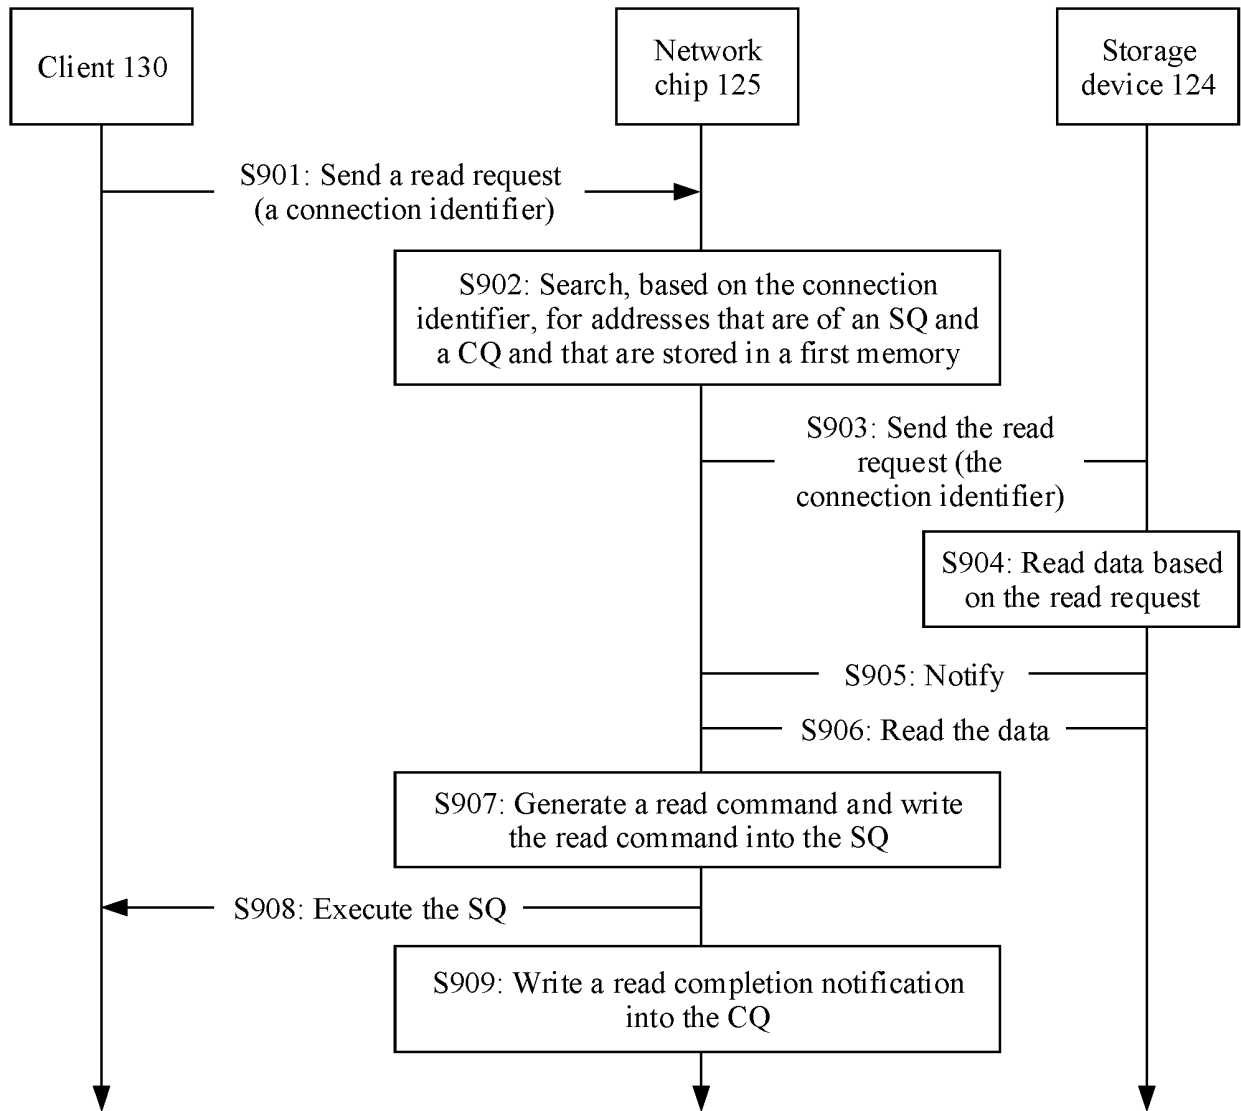 Client 130
Network
chip 125
Storage
device 124
S901: Send a read request
(a connection identifier)
S902: Search, based on the connection
identifier, for addresses that are of an SQ and
a CQ and that are stored in a first memory
S903: Send the read
request (the
connection identifier)
S904: Read data based
on the read request
S905: Notify
S906: Read the data
S907: Generate a read command and write
the read command into the SQ
S908: Execute the SQ
S909: Write a read completion notification
into the CQ